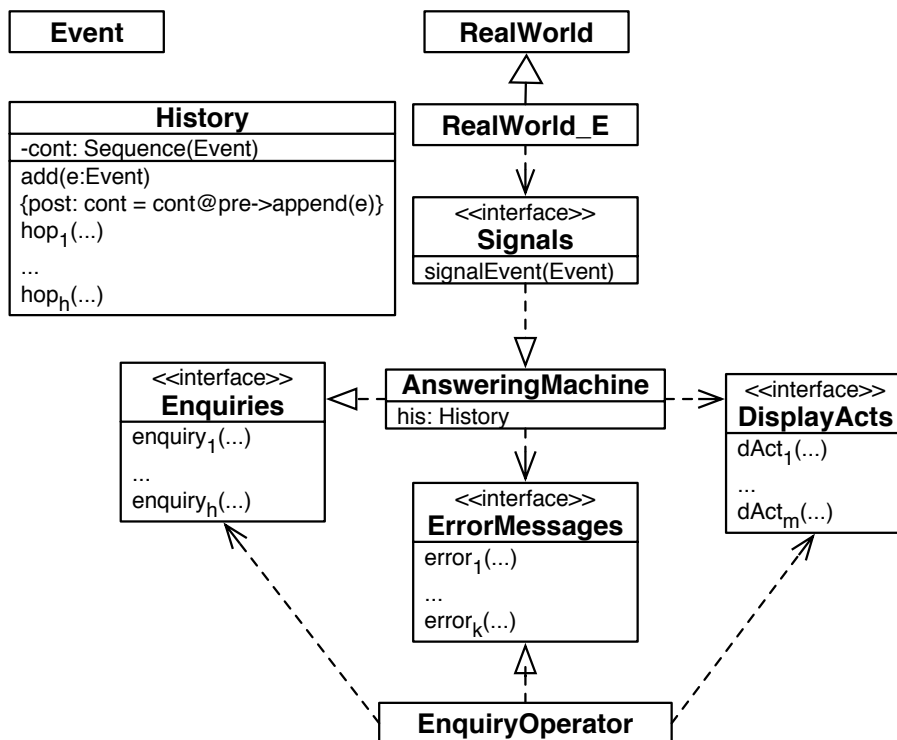 Event
RealWorld
RealWorld_E
History
-cont: Sequence(Event)
add(e:Event)
{post: cont = cont@pre->append(e)}
hop₁(...)
...
hopₕ(...)
<<interface>>
Signals
signalEvent(Event)
<<interface>>
Enquiries
enquiry₁(...)
...
enquiryₕ(...)
AnsweringMachine
his: History
<<interface>>
DisplayActs
dAct₁(...)
...
dActₘ(...)
<<interface>>
ErrorMessages
error₁(...)
...
errorₖ(...)
EnquiryOperator